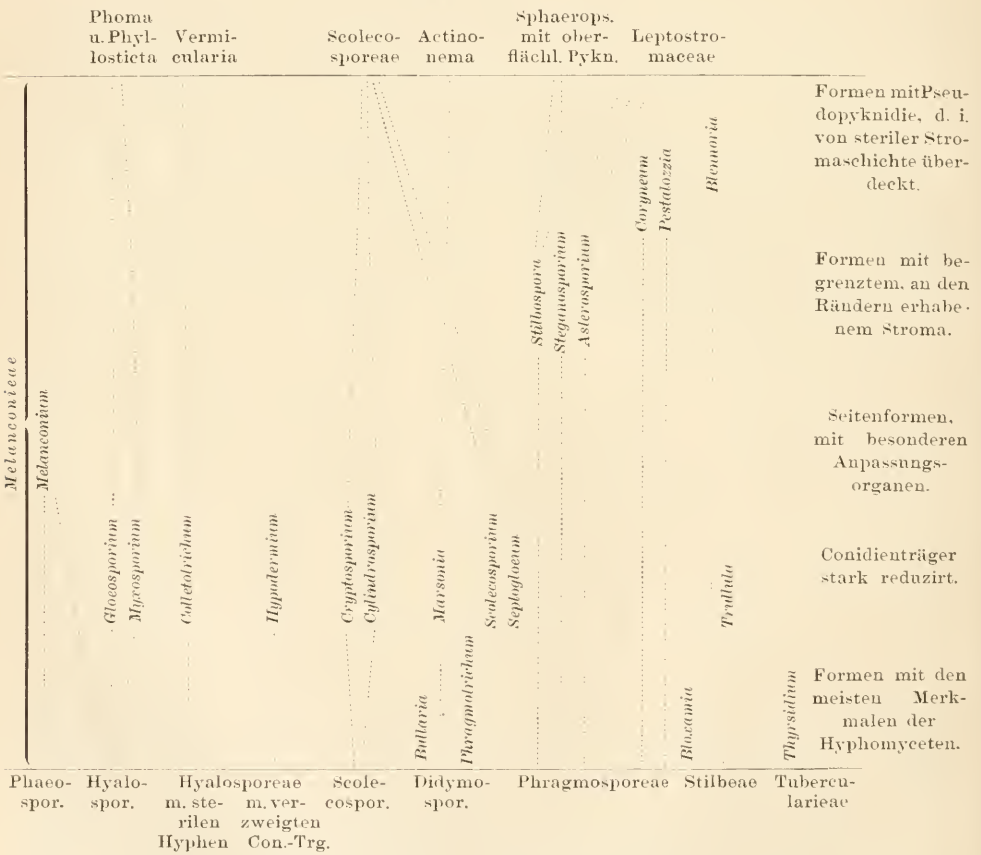 Phoma
u. Phyl-
losticta
Vermi-
cularia
Scoleco-
sporeae
Actino-
nema
Sphaerops.
mit ober-
flächl. Pykn.
Leptostro-
maceae
Melanconieae
Melanconium
Gloeosporium
Myxosporium
Colletotrichum
Hypodermium
Cryptosporium
Cylindrosporium
Bullaria
Marsonia
Phragmotrichum
Scolecosporium
Septogloeum
Stilbospora
Steganosporium
Asterosporium
Coryneum
Pestalozzia
Blennoria
Bloxamia
Trullula
Thyrsidium
Formen mit Pseu-
dopyknidie, d. i.
von steriler Stro-
maschichte über-
deckt.
Formen mit be-
grenztem, an den
Rändern erhabe-
nem Stroma.
Seitenformen,
mit besonderen
Anpassungs-
organen.
Conidienträger
stark reduzirt.
Formen mit den
meisten Merk-
malen der
Hyphomyceten.
Phaeo-
spor.
Hyalo-
spor.
Hyalosporeae
m. ste-
rilen
Hyphen
m. ver-
zweigten
Con.-Trg.
Scole-
cospor.
Didymo-
spor.
Phragmosporeae
Stilbeae
Tubercu-
larieae